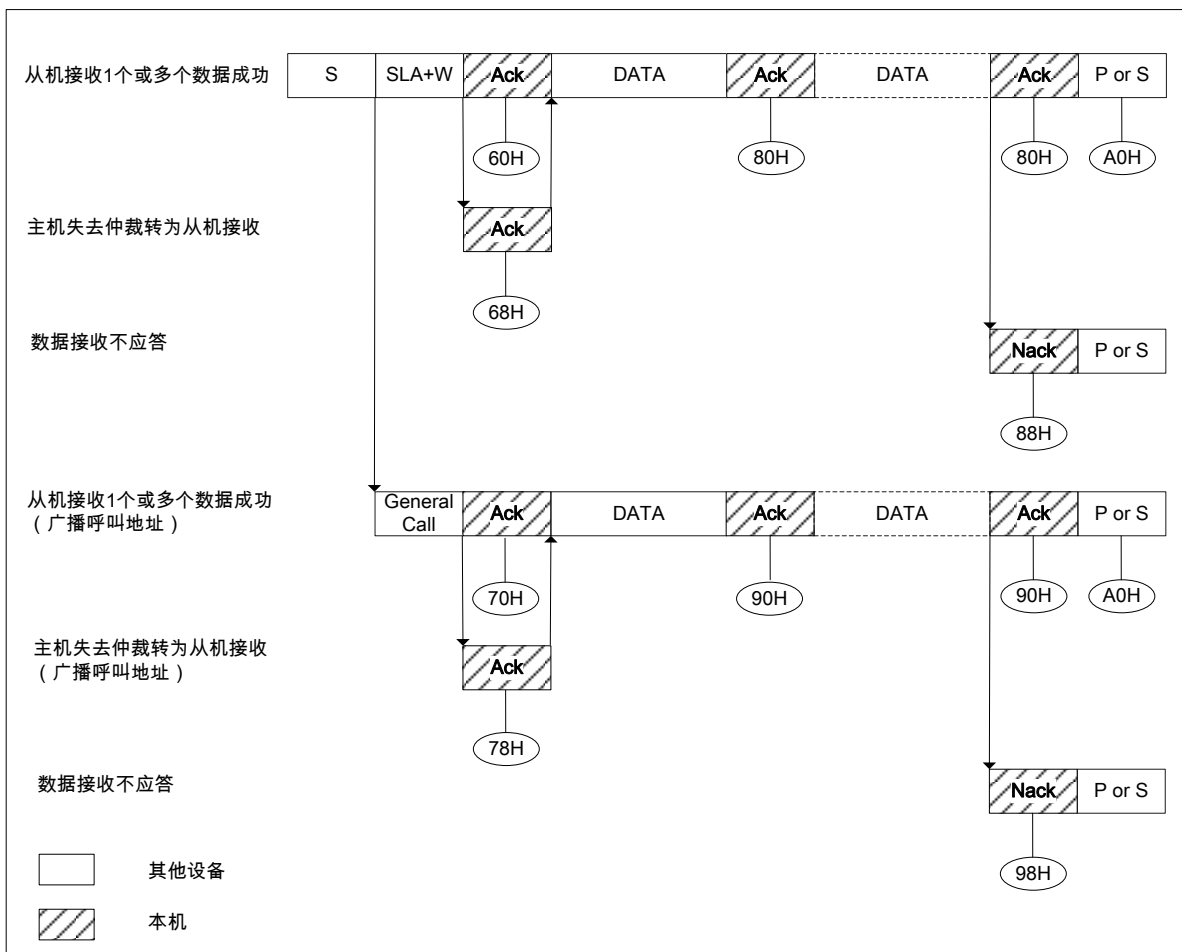 从机接收1个或多个数据成功
S SLA+W Ack DATA Ack DATA Ack P or S
60H 80H 80H A0H
主机失去仲裁转为从机接收
Ack
68H
数据接收不应答
Nack P or S
88H
从机接收1个或多个数据成功
（广播呼叫地址）
General
Call
Ack DATA Ack DATA Ack P or S
70H 90H 90H A0H
主机失去仲裁转为从机接收
（广播呼叫地址）
Ack
78H
数据接收不应答
Nack P or S
98H
其他设备
本机